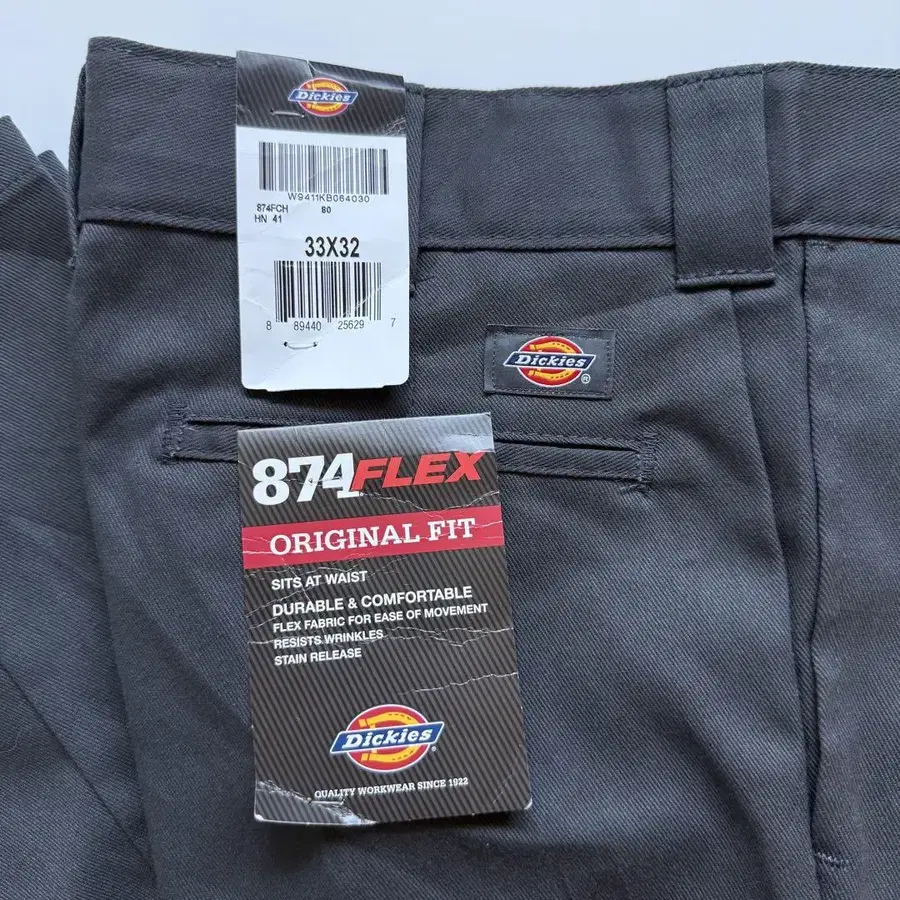 Dickies
W9411KB064030
874FCH 80
HN 41
33X32
8 89440 25629 7
Dickies
®
874FLEX
ORIGINAL FIT
SITS AT WAIST
DURABLE & COMFORTABLE
FLEX FABRIC FOR EASE OF MOVEMENT
RESISTS WRINKLES
STAIN RELEASE
Dickies
®
QUALITY WORKWEAR SINCE 1922